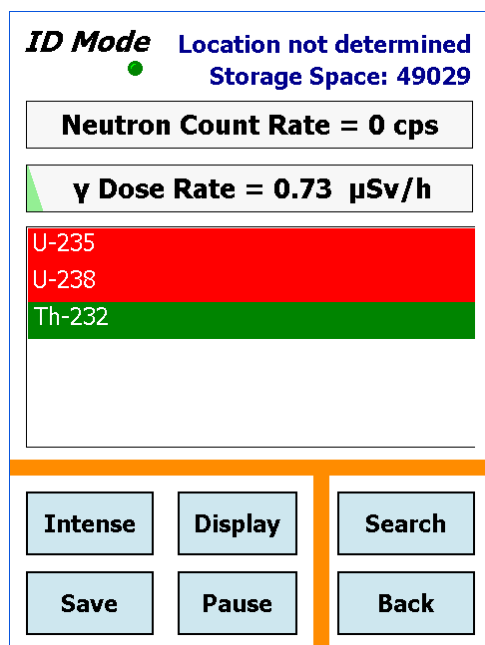 ID Mode
Location not determined
Storage Space: 49029
Neutron Count Rate = 0 cps
γ Dose Rate = 0.73 μSv/h
U-235
U-238
Th-232
Intense
Display
Search
Save
Pause
Back